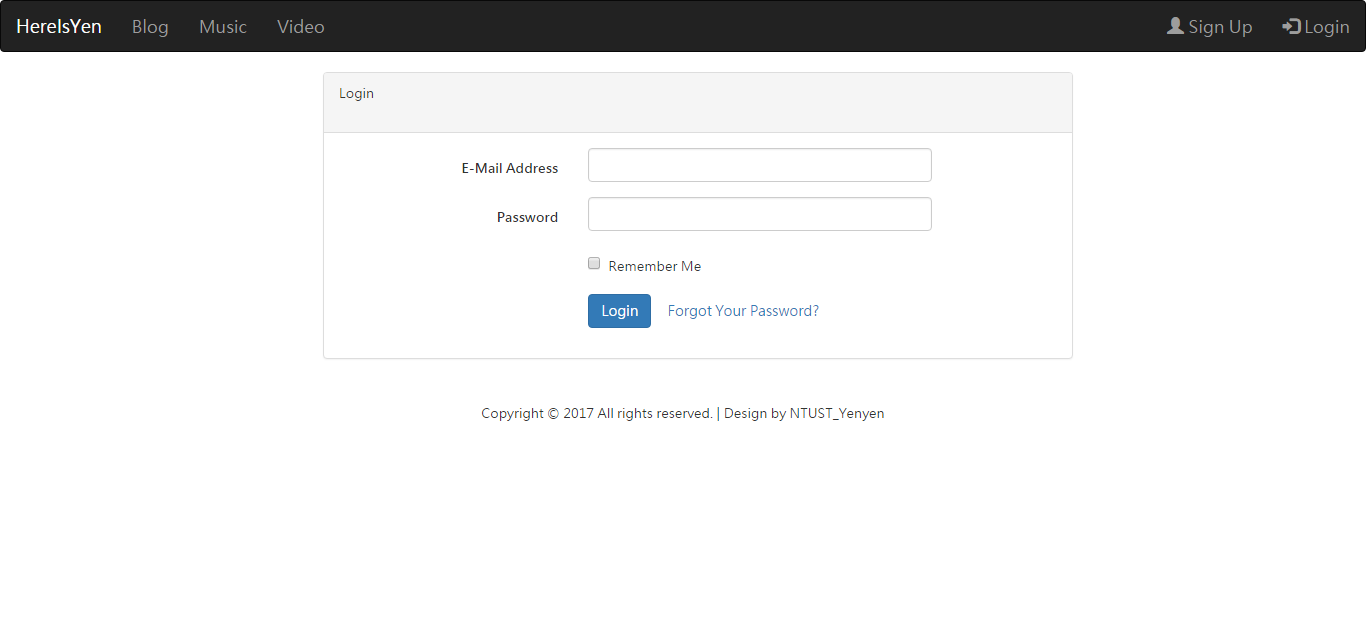 HereIsYen Blog Music Video Sign Up Login
Login
E-Mail Address
Password
Remember Me
Login Forgot Your Password?
Copyright © 2017 All rights reserved. | Design by NTUST_Yenyen